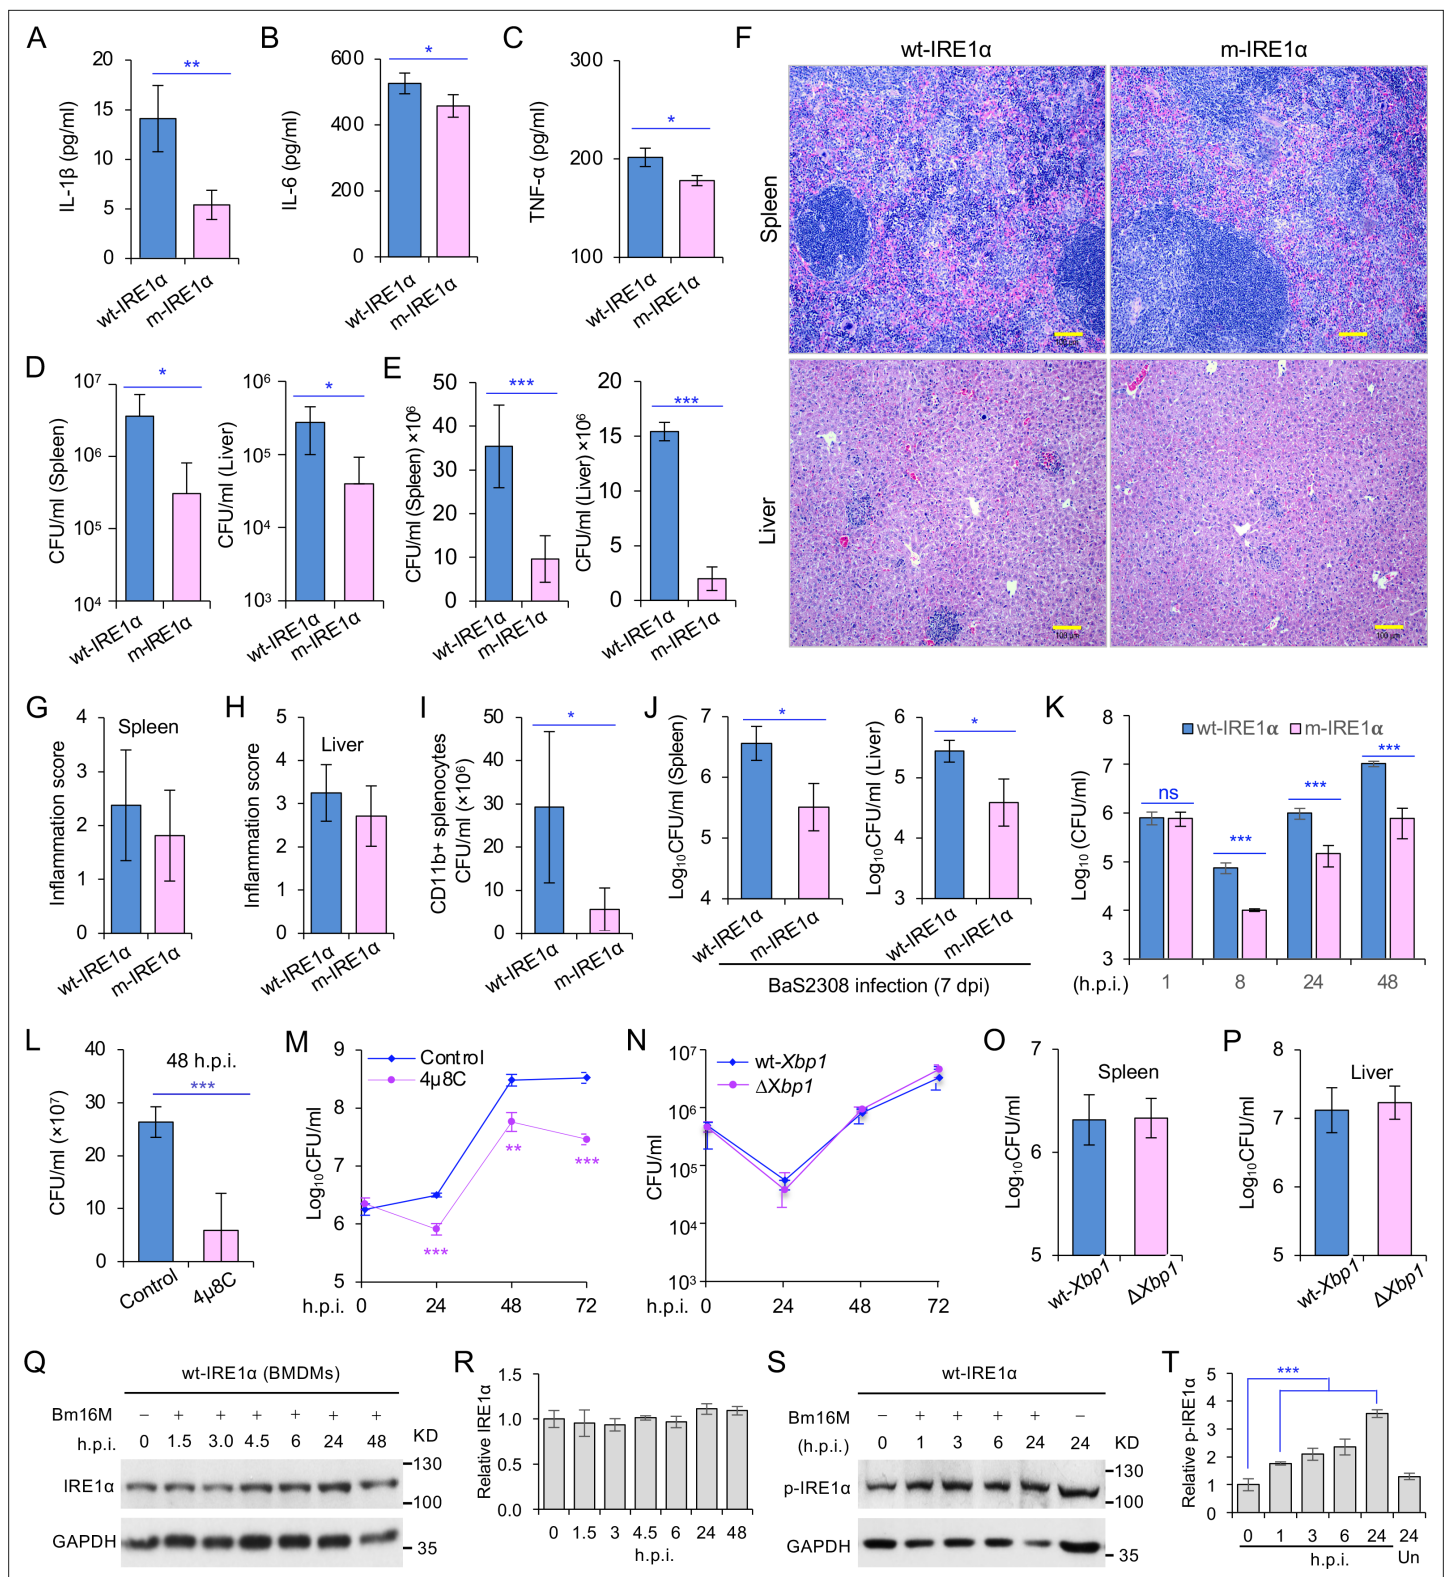 A
IL-1β (pg/ml)
20
15
10
5
0
**
wt-IRE1α
m-IRE1α
B
IL-6 (pg/ml)
600
400
200
0
*
wt-IRE1α
m-IRE1α
C
TNF-α (pg/ml)
300
200
100
*
wt-IRE1α
m-IRE1α
D
CFU/ml (Spleen)
10⁷
10⁶
10⁵
10⁴
*
wt-IRE1α
m-IRE1α
CFU/ml (Liver)
10⁶
10⁵
10⁴
10³
*
wt-IRE1α
m-IRE1α
E
CFU/ml (Spleen) ×10⁶
50
40
30
20
10
0
***
wt-IRE1α
m-IRE1α
CFU/ml (Liver) ×10⁶
20
15
10
5
0
***
wt-IRE1α
m-IRE1α
F
wt-IRE1α
m-IRE1α
Spleen
Liver
100 µm
100 µm
G
Inflammation score
4
3
2
1
0
Spleen
wt-IRE1α
m-IRE1α
H
Inflammation score
5
4
3
2
1
0
Liver
wt-IRE1α
m-IRE1α
I
CD11b+ splenocytes
CFU/ml (×10⁶)
50
40
30
20
10
0
*
wt-IRE1α
m-IRE1α
J
Log₁₀CFU/ml (Spleen)
7
6
5
4
*
wt-IRE1α
m-IRE1α
Log₁₀CFU/ml (Liver)
6
5
4
3
*
wt-IRE1α
m-IRE1α
BaS2308 infection (7 dpi)
K
Log₁₀ (CFU/ml)
8
7
6
5
4
3
wt-IRE1α
m-IRE1α
ns
***
***
***
(h.p.i.)
1
8
24
48
L
CFU/ml (×10⁷)
40
30
20
10
0
48 h.p.i.
***
Control
4µ8C
M
Log₁₀CFU/ml
9
8
7
6
5
Control
4µ8C
***
**
***
h.p.i.
0
24
48
72
N
CFU/ml
10⁷
10⁶
10⁵
10⁴
10³
wt-Xbp1
ΔXbp1
h.p.i.
0
24
48
72
O
Log₁₀CFU/ml
7
6
5
Spleen
wt-Xbp1
ΔXbp1
P
Log₁₀CFU/ml
8
7
6
5
Liver
wt-Xbp1
ΔXbp1
Q
wt-IRE1α (BMDMs)
Bm16M – + + + + + +
h.p.i. 0 1.5 3.0 4.5 6 24 48 KD
IRE1α
130
100
GAPDH
35
R
Relative IRE1α
1.5
1.0
0.5
0.0
0 1.5 3 4.5 6 24 48
h.p.i.
S
wt-IRE1α
Bm16M – + + + + –
(h.p.i.) 0 1 3 6 24 24 KD
p-IRE1α
130
100
GAPDH
35
T
Relative p-IRE1α
5
4
3
2
1
0
***
0 1 3 6 24 24
h.p.i. Un